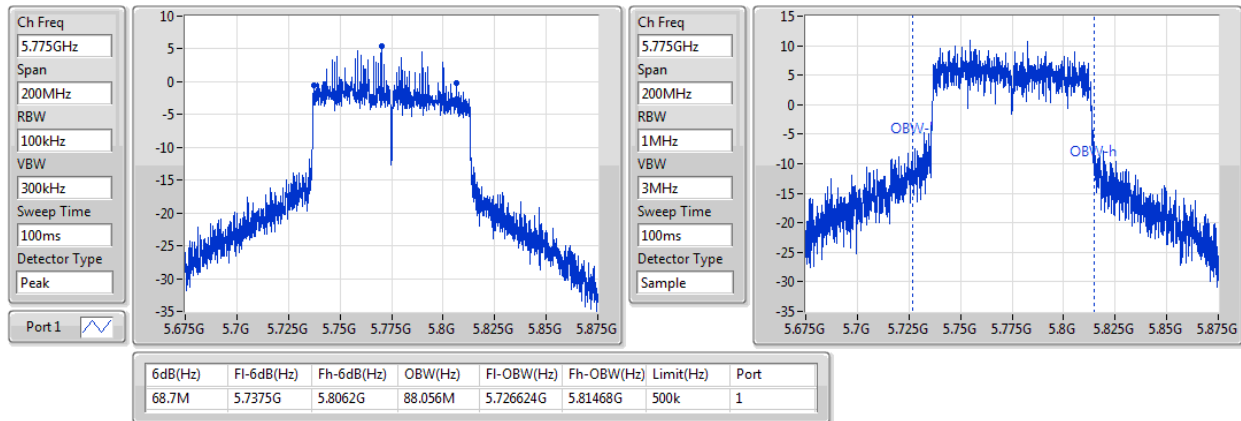 Ch Freq
5.775GHz
Span
200MHz
RBW
100kHz
VBW
300kHz
Sweep Time
100ms
Detector Type
Peak
Port 1
10
5
0
-5
-10
-15
-20
-25
-30
-35
5.675G 5.7G 5.725G 5.75G 5.775G 5.8G 5.825G 5.85G 5.875G
Ch Freq
5.775GHz
Span
200MHz
RBW
1MHz
VBW
3MHz
Sweep Time
100ms
Detector Type
Sample
15
10
5
0
-5
-10
-15
-20
-25
-30
-35
OBW-
OBW-h
5.675G 5.7G 5.725G 5.75G 5.775G 5.8G 5.825G 5.85G 5.875G
6dB(Hz) Fl-6dB(Hz) Fh-6dB(Hz) OBW(Hz) Fl-OBW(Hz) Fh-OBW(Hz) Limit(Hz) Port
68.7M 5.7375G 5.8062G 88.056M 5.726624G 5.81468G 500k 1